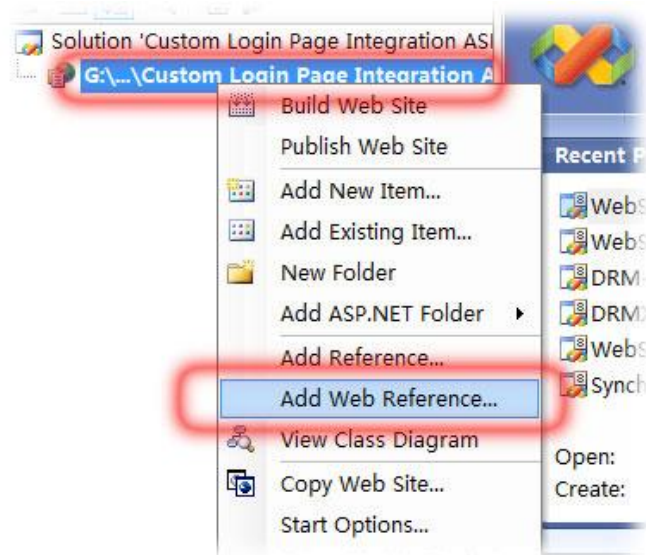 Solution 'Custom Login Page Integration
G:\...\Custom Login Page Integration A
Build Web Site
Publish Web Site
Add New Item...
Add Existing Item...
New Folder
Add ASP.NET Folder
Add Reference...
Add Web Reference...
View Class Diagram
Copy Web Site...
Start Options...
Recent
WebS
WebS
DRM
DRMX
WebS
Synch
Open:
Create: